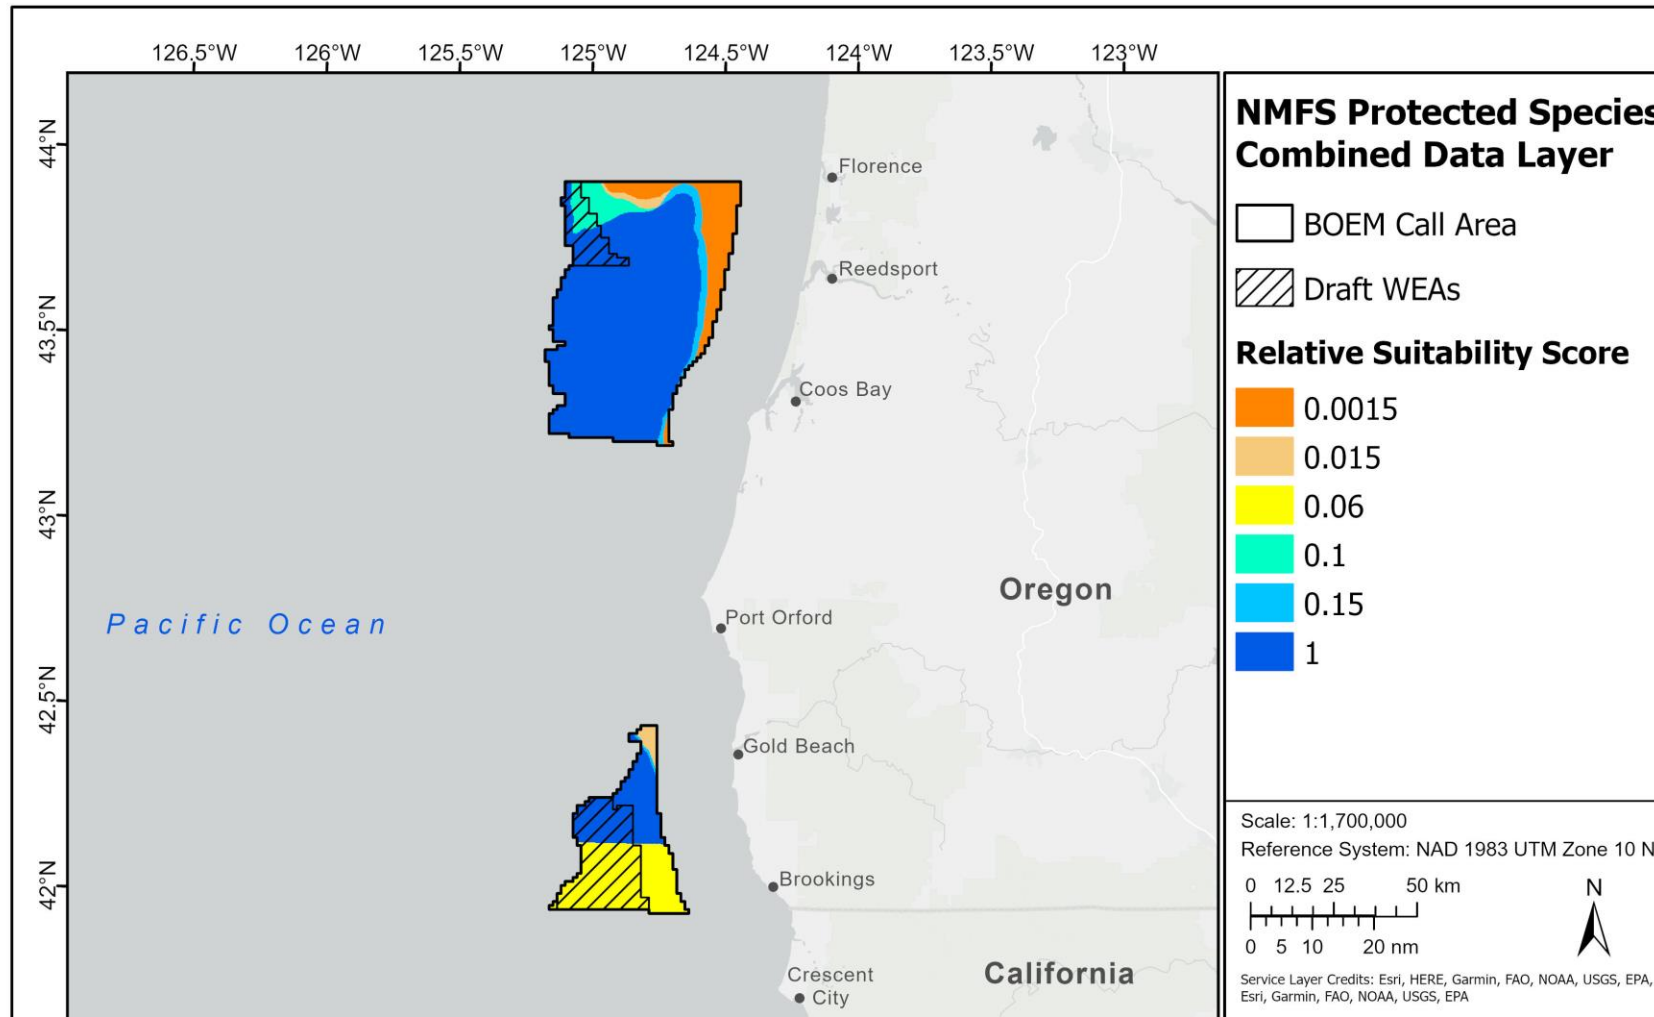 126.5°W 126°W 125.5°W 125°W 124.5°W 124°W 123.5°W 123°W
44°N
43.5°N
43°N
42.5°N
42°N
Florence
Reedsport
Coos Bay
Oregon
Port Orford
Pacific Ocean
Gold Beach
Brookings
California
Crescent
City
NMFS Protected Species
Combined Data Layer
BOEM Call Area
Draft WEAs
Relative Suitability Score
0.0015
0.015
0.06
0.1
0.15
1
Scale: 1:1,700,000
Reference System: NAD 1983 UTM Zone 10 N
0 12.5 25 50 km
N
0 5 10 20 nm
Service Layer Credits: Esri, HERE, Garmin, FAO, NOAA, USGS, EPA,
Esri, Garmin, FAO, NOAA, USGS, EPA